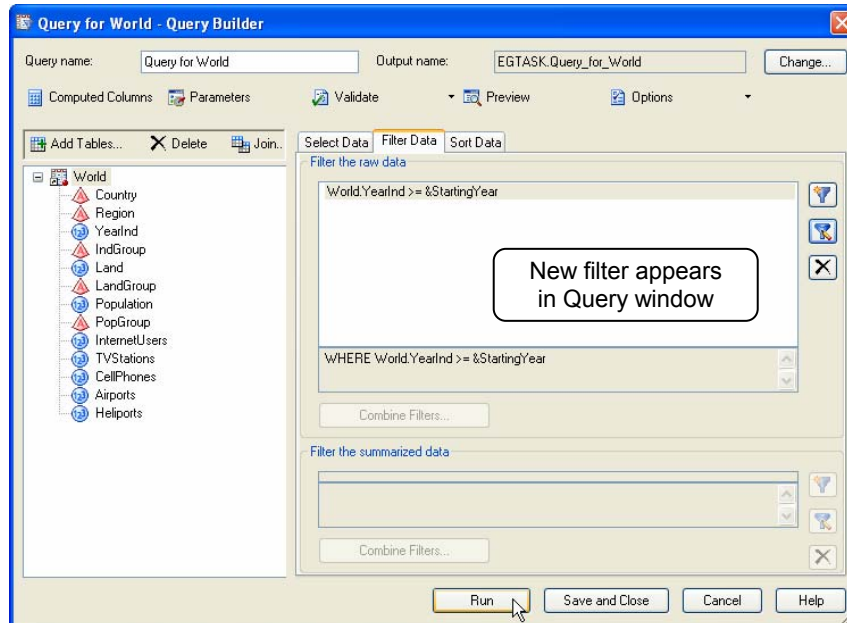 Query for World - Query Builder
Query name: Query for World Output name: EGTASK.Query_for_World Change...
Computed Columns Parameters Validate Preview Options
Add Tables... Delete Join.. Select Data Filter Data Sort Data
Filter the raw data
World
Country
Region
YearInd
IndGroup
Land
LandGroup
Population
PopGroup
InternetUsers
TVStations
CellPhones
Airports
Heliports
World.YearInd >= &StartingYear
New filter appears
in Query window
WHERE World.YearInd >= &StartingYear
Combine Filters...
Filter the summarized data
Combine Filters...
Run Save and Close Cancel Help